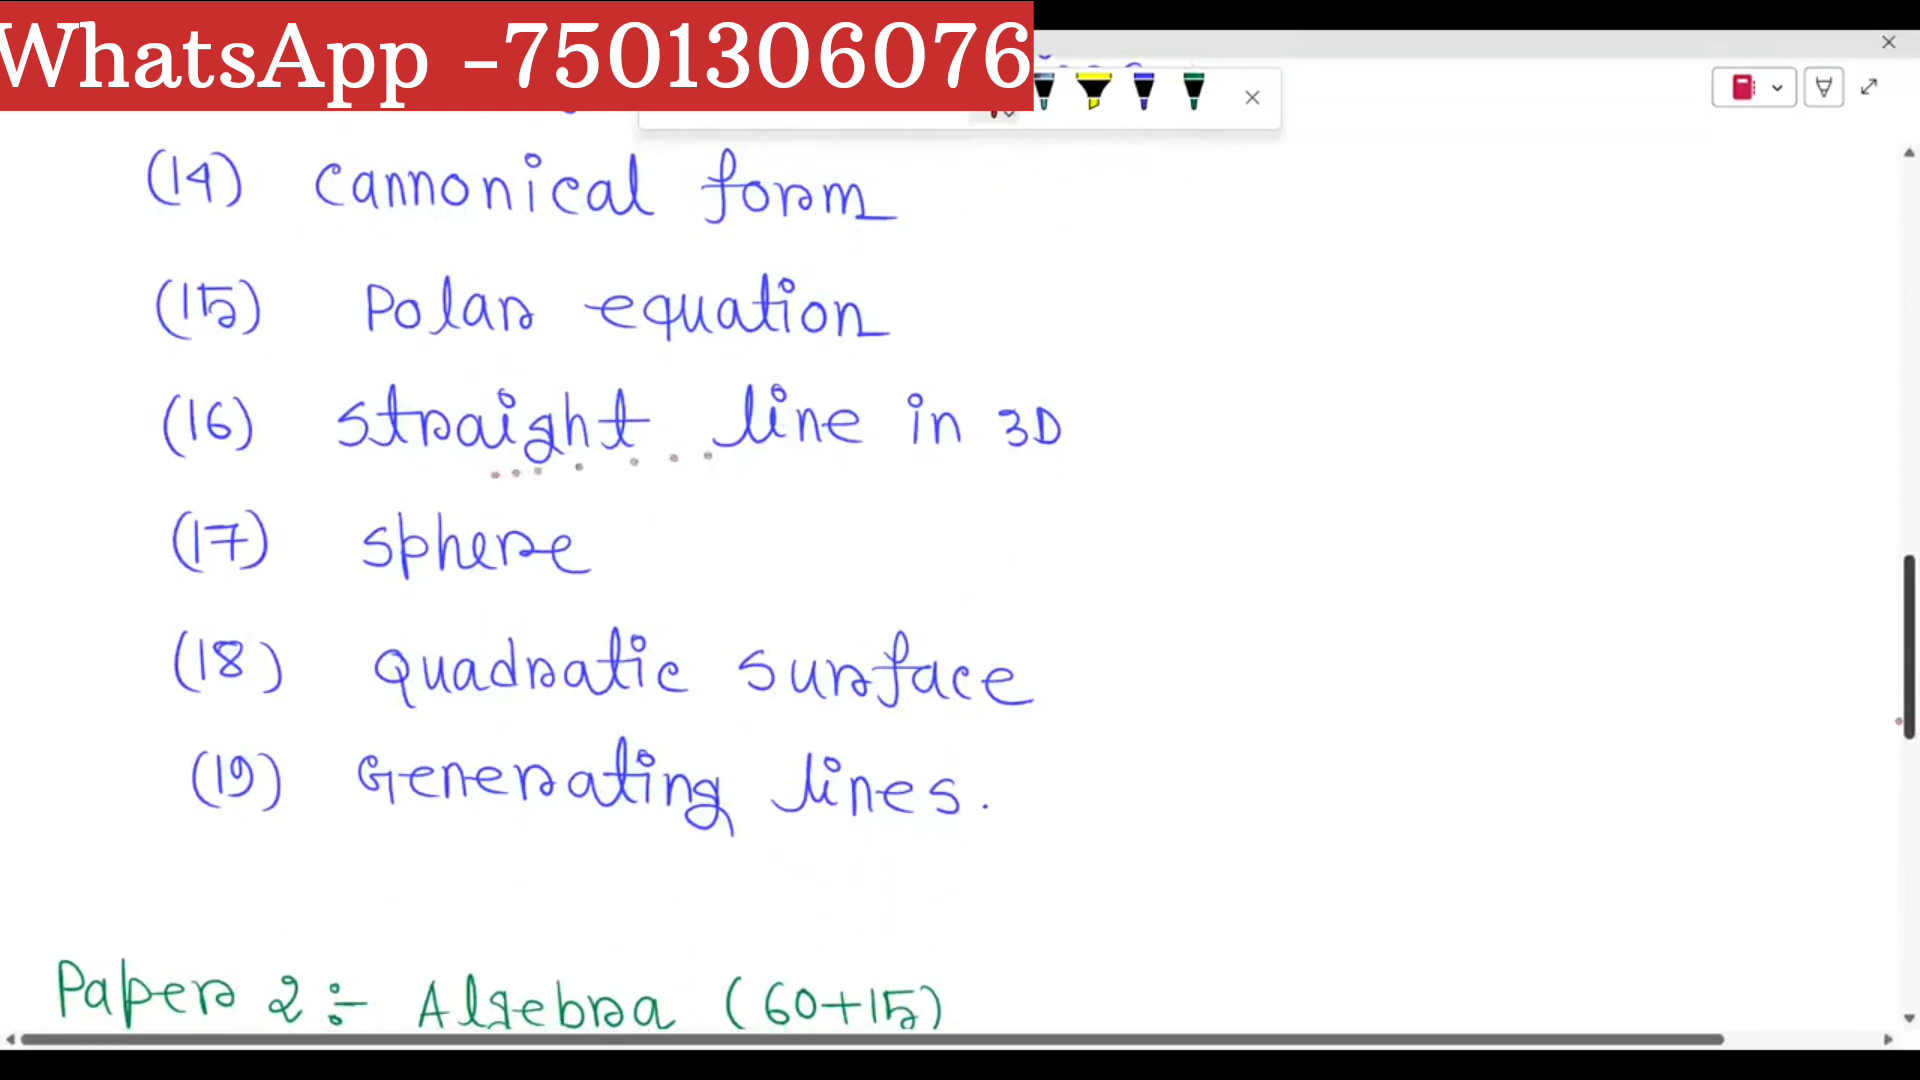 WhatsApp -7501306076
(14) Cannonical form
(15) Polar equation
(16) straight line in 3D
(17) sphere
(18) Quadratic surface
(19) Generating lines.
Paper 2 ÷ Algebra (60+15)